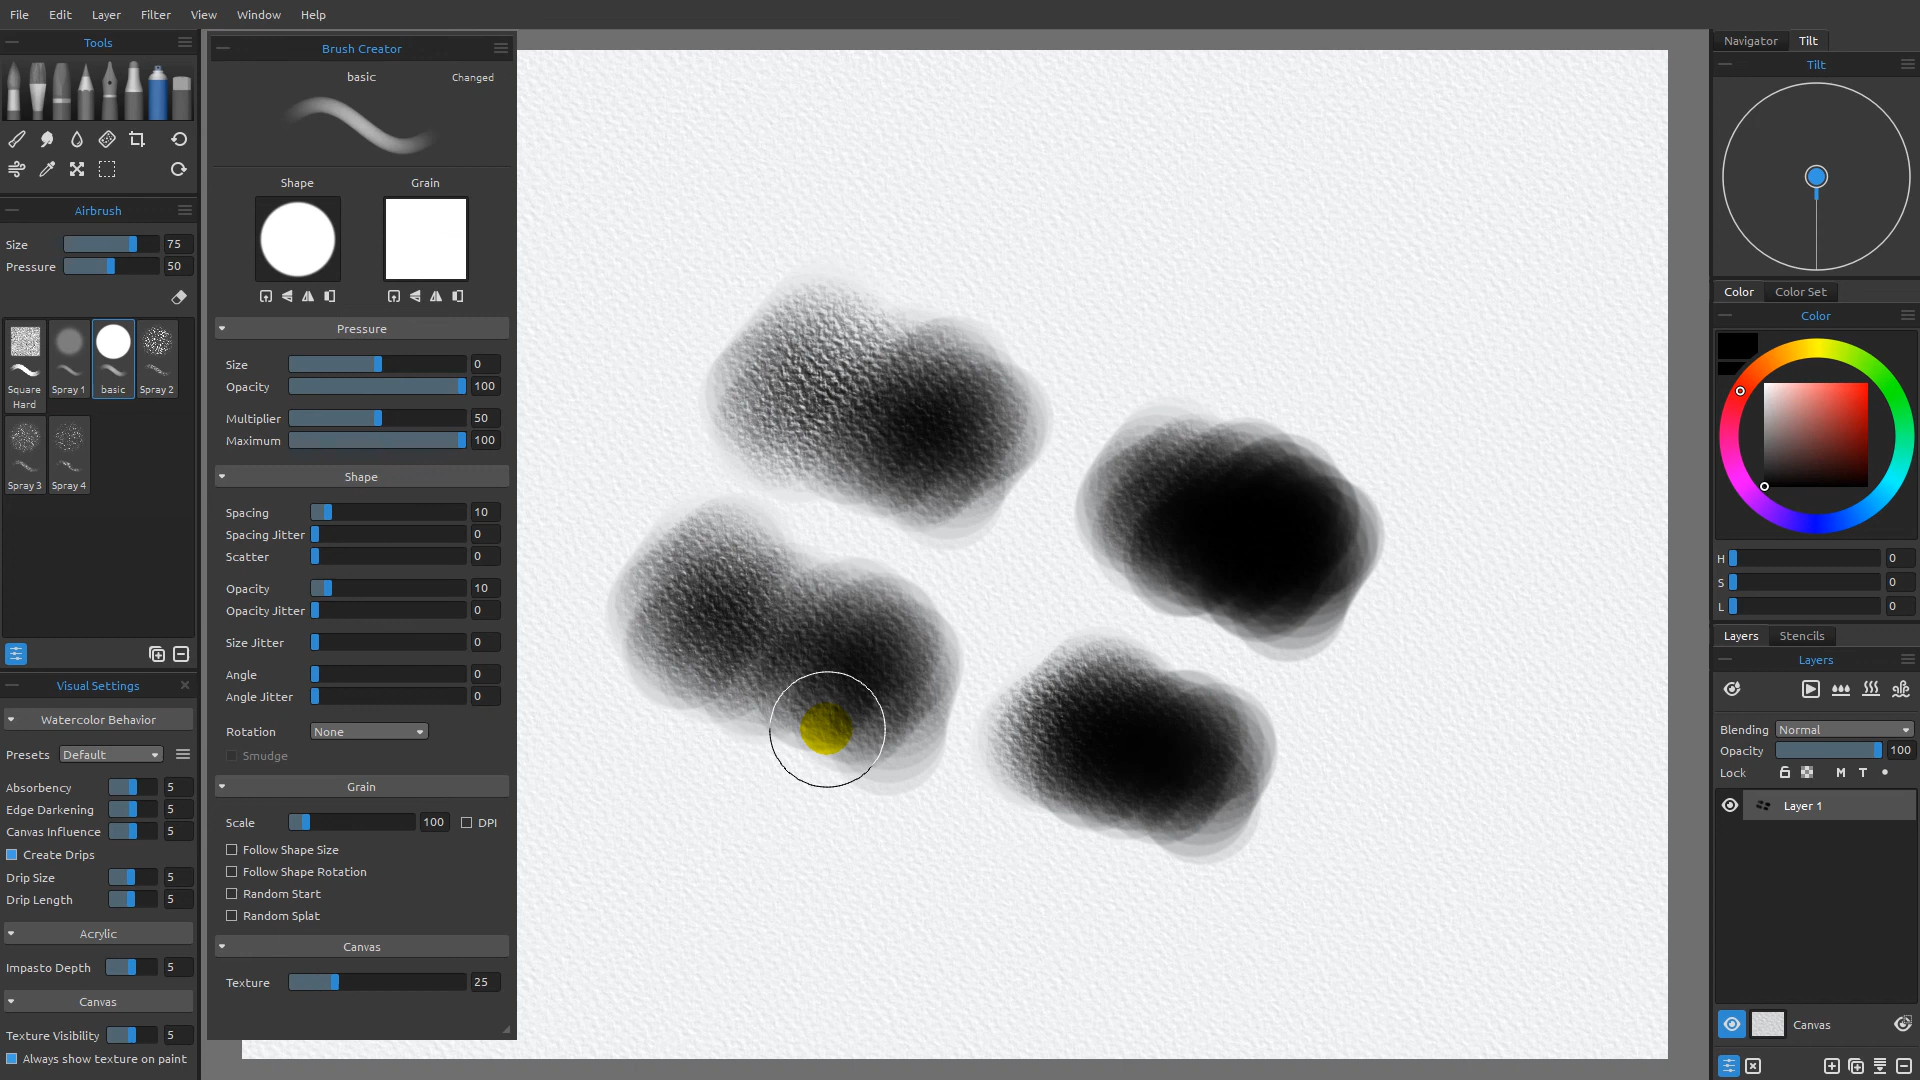 File Edit Layer Filter View Window Help
Tools
Airbrush
Size 75
Pressure 50
Square Hard
Spray 1
basic
Spray 2
Spray 3
Spray 4
Visual Settings
Watercolor Behavior
Presets Default
Absorbency 5
Edge Darkening 5
Canvas Influence 5
Create Drips
Drip Size 5
Drip Length 5
Acrylic
Impasto Depth 5
Canvas
Texture Visibility 5
Always show texture on paint
Brush Creator
basic Changed
Shape Grain
Pressure
Size 0
Opacity 100
Multiplier 50
Maximum 100
Shape
Spacing 10
Spacing Jitter 0
Scatter 0
Opacity 10
Opacity Jitter 0
Size Jitter 0
Angle 0
Angle Jitter 0
Rotation None
Smudge
Grain
Scale 100 DPI
Follow Shape Size
Follow Shape Rotation
Random Start
Random Splat
Canvas
Texture 25
Navigator Tilt
Tilt
Color Color Set
Color
H 0
S 0
L 0
Layers Stencils
Layers
Blending Normal
Opacity 100
Lock M T
Layer 1
Canvas